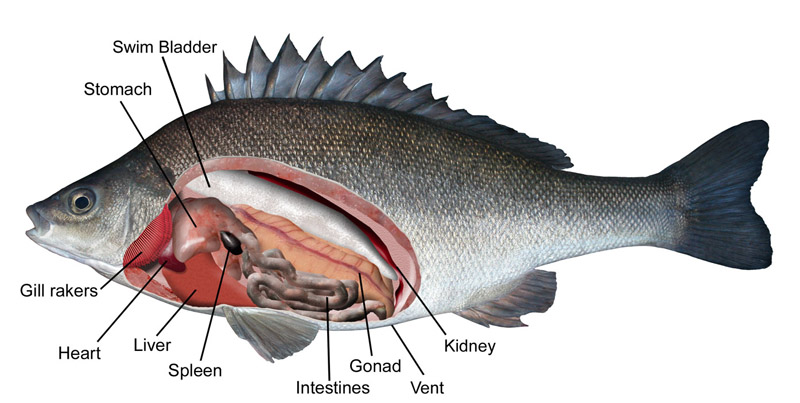 Swim Bladder
Stomach
Gill rakers
Heart
Liver
Spleen
Intestines
Gonad
Vent
Kidney